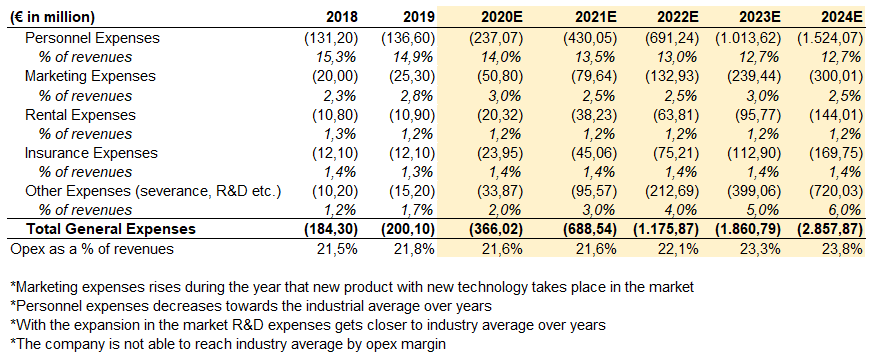 (€ in million) 2018 2019 2020E 2021E 2022E 2023E 2024E
Personnel Expenses (131,20) (136,60) (237,07) (430,05) (691,24) (1.013,62) (1.524,07)
% of revenues 15,3% 14,9% 14,0% 13,5% 13,0% 12,7% 12,7%
Marketing Expenses (20,00) (25,30) (50,80) (79,64) (132,93) (239,44) (300,01)
% of revenues 2,3% 2,8% 3,0% 2,5% 2,5% 3,0% 2,5%
Rental Expenses (10,80) (10,90) (20,32) (38,23) (63,81) (95,77) (144,01)
% of revenues 1,3% 1,2% 1,2% 1,2% 1,2% 1,2% 1,2%
Insurance Expenses (12,10) (12,10) (23,95) (45,06) (75,21) (112,90) (169,75)
% of revenues 1,4% 1,3% 1,4% 1,4% 1,4% 1,4% 1,4%
Other Expenses (severance, R&D etc.) (10,20) (15,20) (33,87) (95,57) (212,69) (399,06) (720,03)
% of revenues 1,2% 1,7% 2,0% 3,0% 4,0% 5,0% 6,0%
Total General Expenses (184,30) (200,10) (366,02) (688,54) (1.175,87) (1.860,79) (2.857,87)
Opex as a % of revenues 21,5% 21,8% 21,6% 21,6% 22,1% 23,3% 23,8%
*Marketing expenses rises during the year that new product with new technology takes place in the market
*Personnel expenses decreases towards the industrial average over years
*With the expansion in the market R&D expenses gets closer to industry average over years
*The company is not able to reach industry average by opex margin